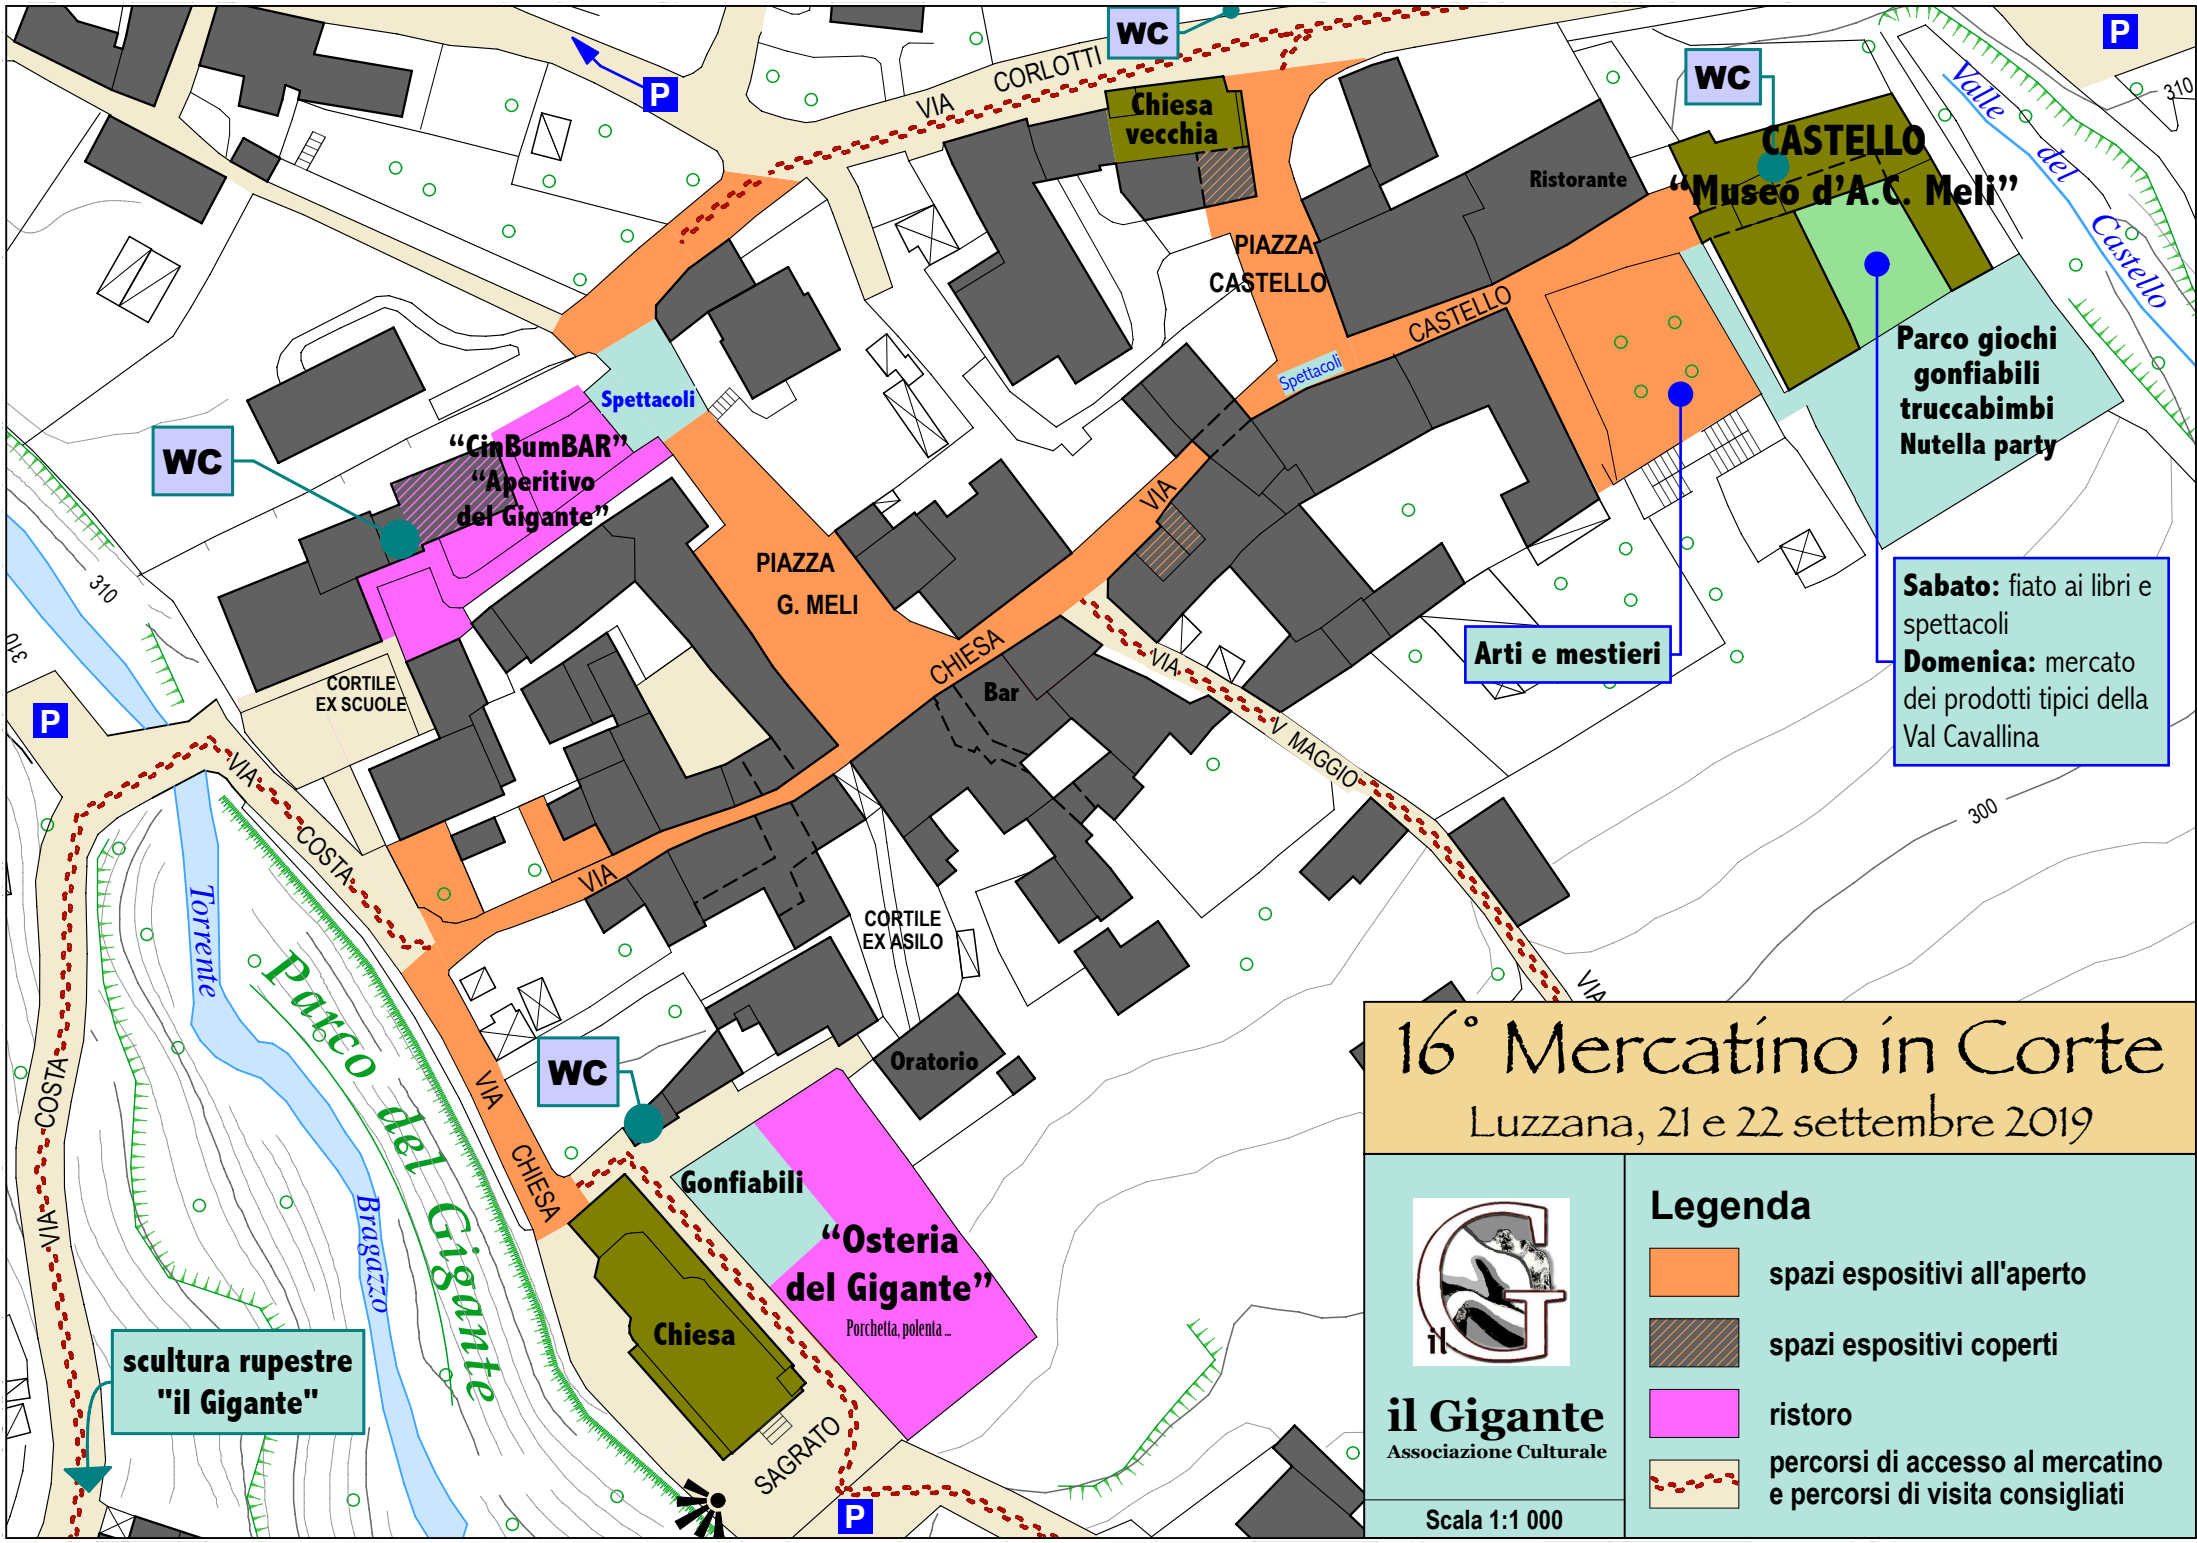 WC
P
P
VIA CORLOTTI
Chiesa
vecchia
WC
CASTELLO
“Museo d’A.C. Meli”
Ristorante
Valle del Castello
310
PIAZZA
CASTELLO
CASTELLO
Spettacoli
Spettacoli
Parco giochi
gonfiabili
truccabimbi
Nutella party
WC
“CinBumBAR”
“Aperitivo
del Gigante”
VIA
PIAZZA
G. MELI
310
310
CHIESA
Bar
VIA
V MAGGIO
VIA
Arti e mestieri
Sabato: fiato ai libri e
spettacoli
Domenica: mercato
dei prodotti tipici della
Val Cavallina
CORTILE
EX SCUOLE
P
VIA
COSTA
300
VIA
CORTILE
EX ASILO
Torrente
Bragazzo
Parco del Gigante
COSTA
VIA
WC
Oratorio
VIA
CHIESA
Gonfiabili
“Osteria
del Gigante”
Porchetta, polenta ...
Chiesa
SAGRATO
P
scultura rupestre
"il Gigante"
16° Mercatino in Corte
Luzzana, 21 e 22 settembre 2019
G
il
il Gigante
Associazione Culturale
Scala 1:1 000
Legenda
spazi espositivi all'aperto
spazi espositivi coperti
ristoro
percorsi di accesso al mercatino
e percorsi di visita consigliati